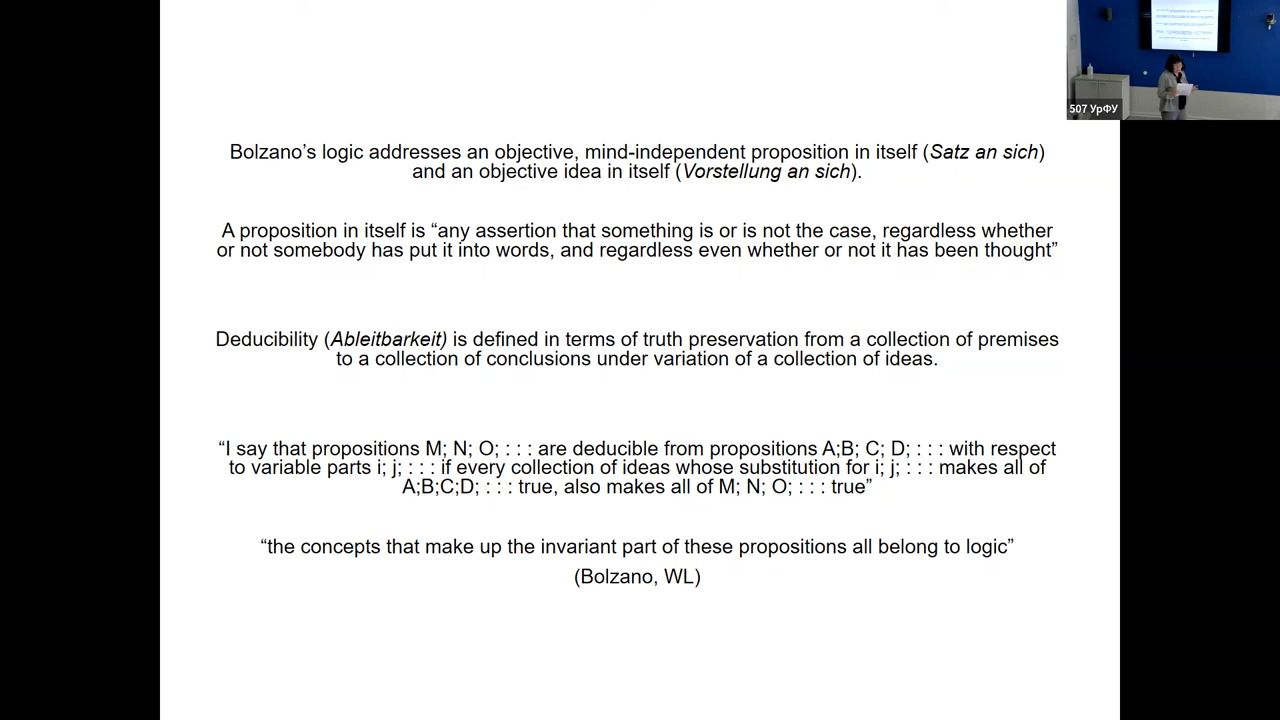 507 УрФУ
Bolzano’s logic addresses an objective, mind-independent proposition in itself (Satz an sich)
and an objective idea in itself (Vorstellung an sich).
A proposition in itself is “any assertion that something is or is not the case, regardless whether
or not somebody has put it into words, and regardless even whether or not it has been thought”
Deducibility (Ableitbarkeit) is defined in terms of truth preservation from a collection of premises
to a collection of conclusions under variation of a collection of ideas.
“I say that propositions M; N; O; : : : are deducible from propositions A;B; C; D; : : : with respect
to variable parts i; j; : : : if every collection of ideas whose substitution for i; j; : : : makes all of
A;B;C;D; : : : true, also makes all of M; N; O; : : : true”
“the concepts that make up the invariant part of these propositions all belong to logic”
(Bolzano, WL)